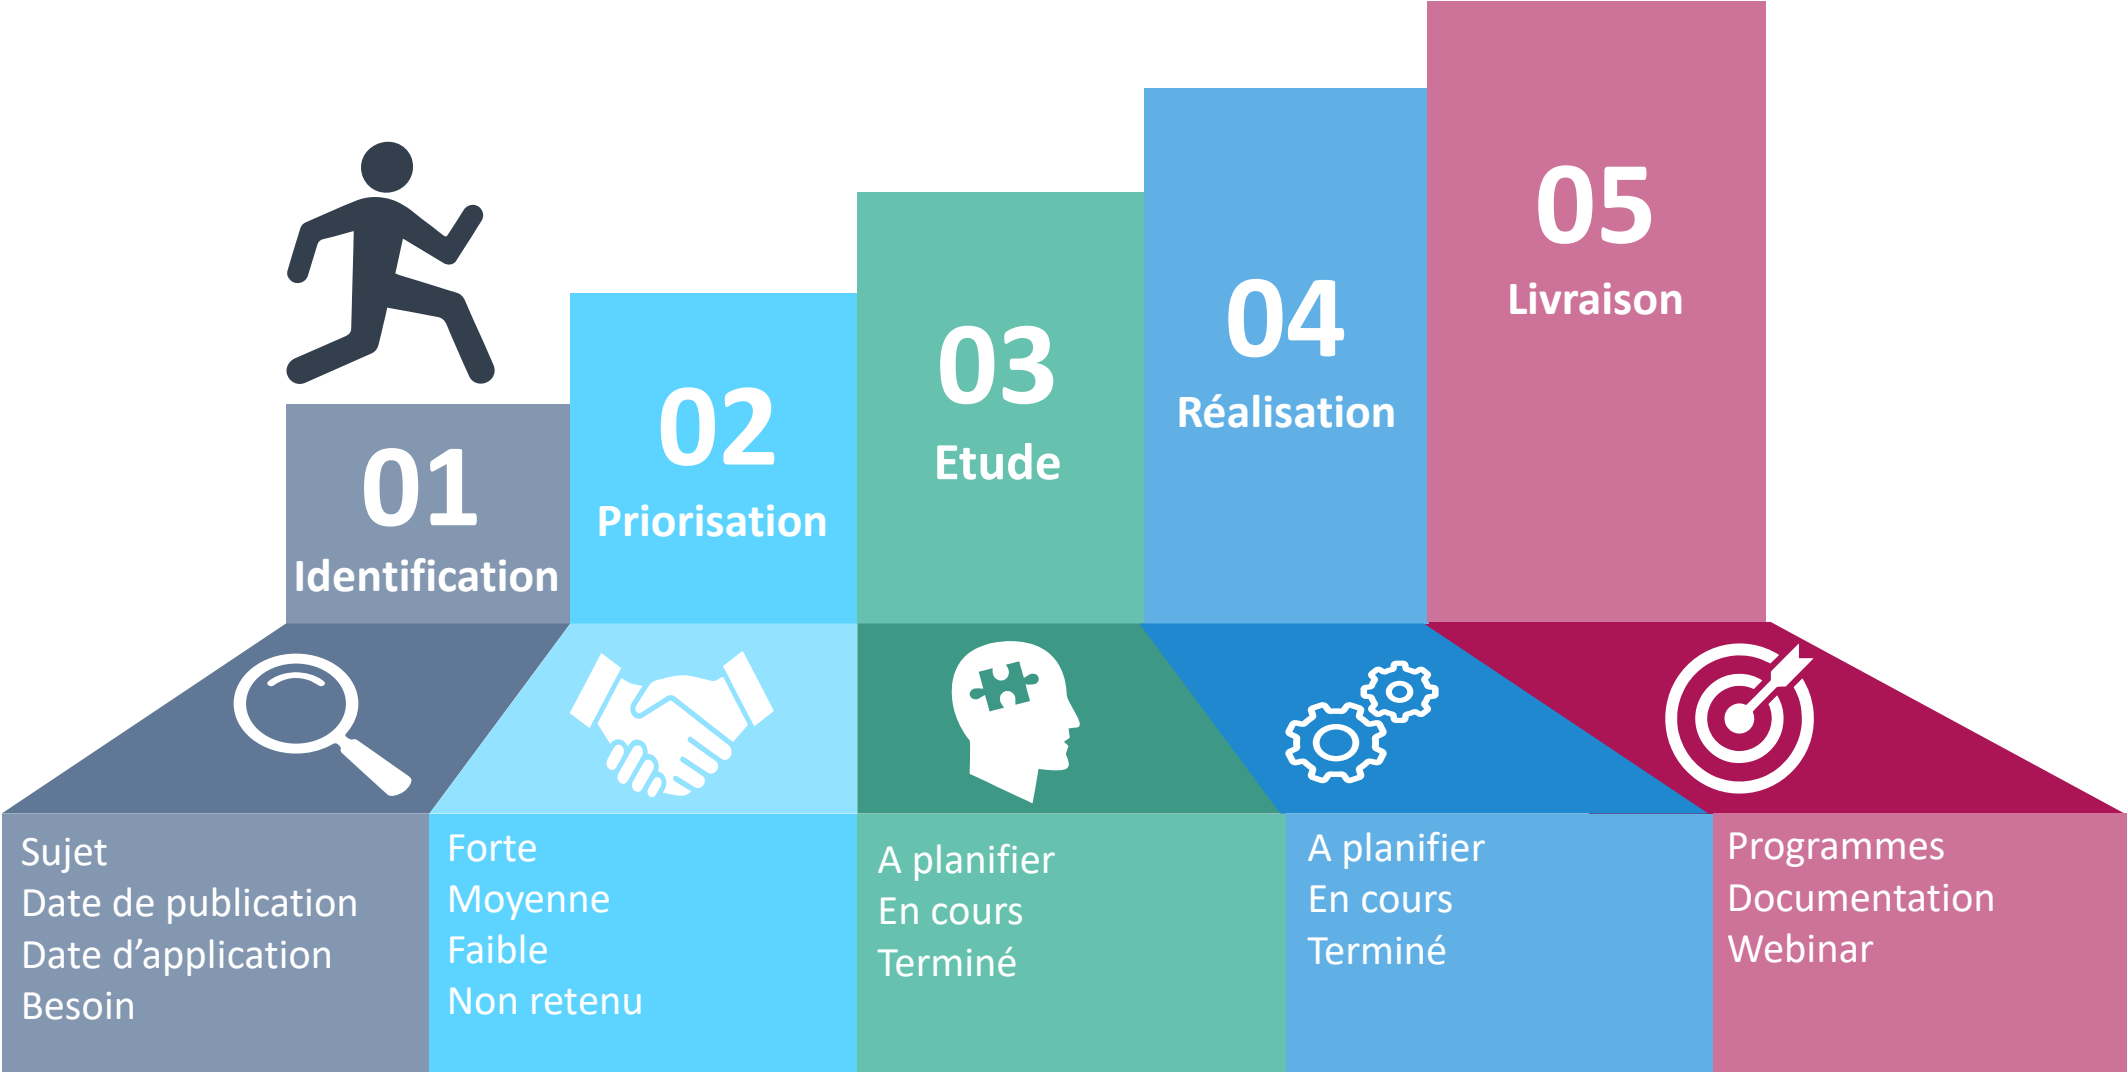 01
Identification
02
Priorisation
03
Etude
04
Réalisation
05
Livraison
Sujet
Date de publication
Date d’application
Besoin
Forte
Moyenne
Faible
Non retenu
A planifier
En cours
Terminé
A planifier
En cours
Terminé
Programmes
Documentation
Webinar